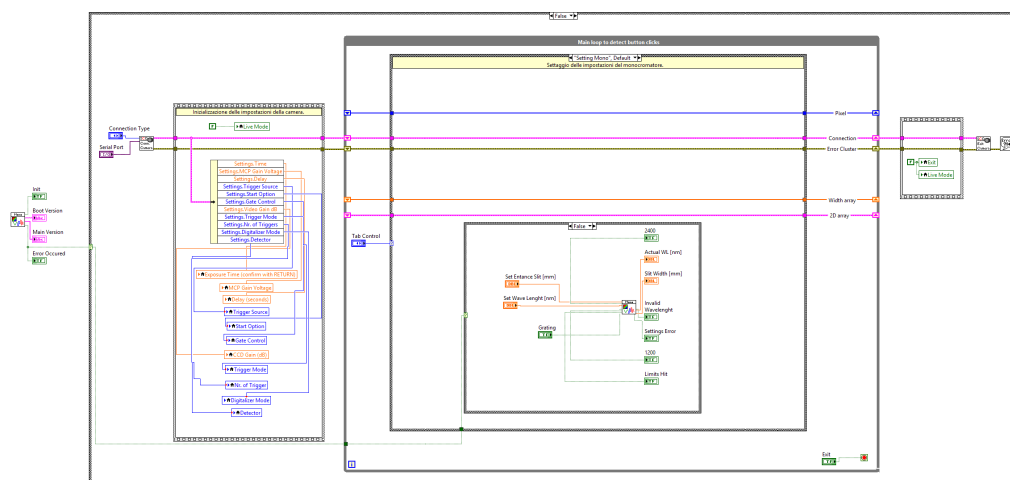 False
Main loop to detect button clicks
"Setting Mono", Default
Settaggio delle impostazioni del monocromatore.
Inizializzazione delle impostazioni della camera.
Live Mode
Connection Type
Serial Port
Pixel
Connection
Error Cluster
Width array
2D array
Exit
Live Mode
Settings.Time
Settings.MCP Gain Voltage
Settings.Delay
Settings.Trigger Source
Settings.Start Option
Settings.Gate Control
Settings.Video Gain dB
Settings.Trigger Mode
Settings.Nr. of Triggers
Settings.Digitalizer Mode
Settings.Detector
Init
Boot Version
Main Version
Error Occured
Tab Control
Exposure Time (confirm with RETURN)
MCP Gain Voltage
Delay (seconds)
Trigger Source
Start Option
Gate Control
CCD Gain (dB)
Trigger Mode
Nr. of Trigger
Digitalizer Mode
Detector
False
2400
Actual WL [nm]
Slit Width [mm]
Set Entance Slit [mm]
Set Wave Lenght [nm]
Invalid
Wavelenght
Grating
Settings Error
1200
Limits Hit
Exit
i